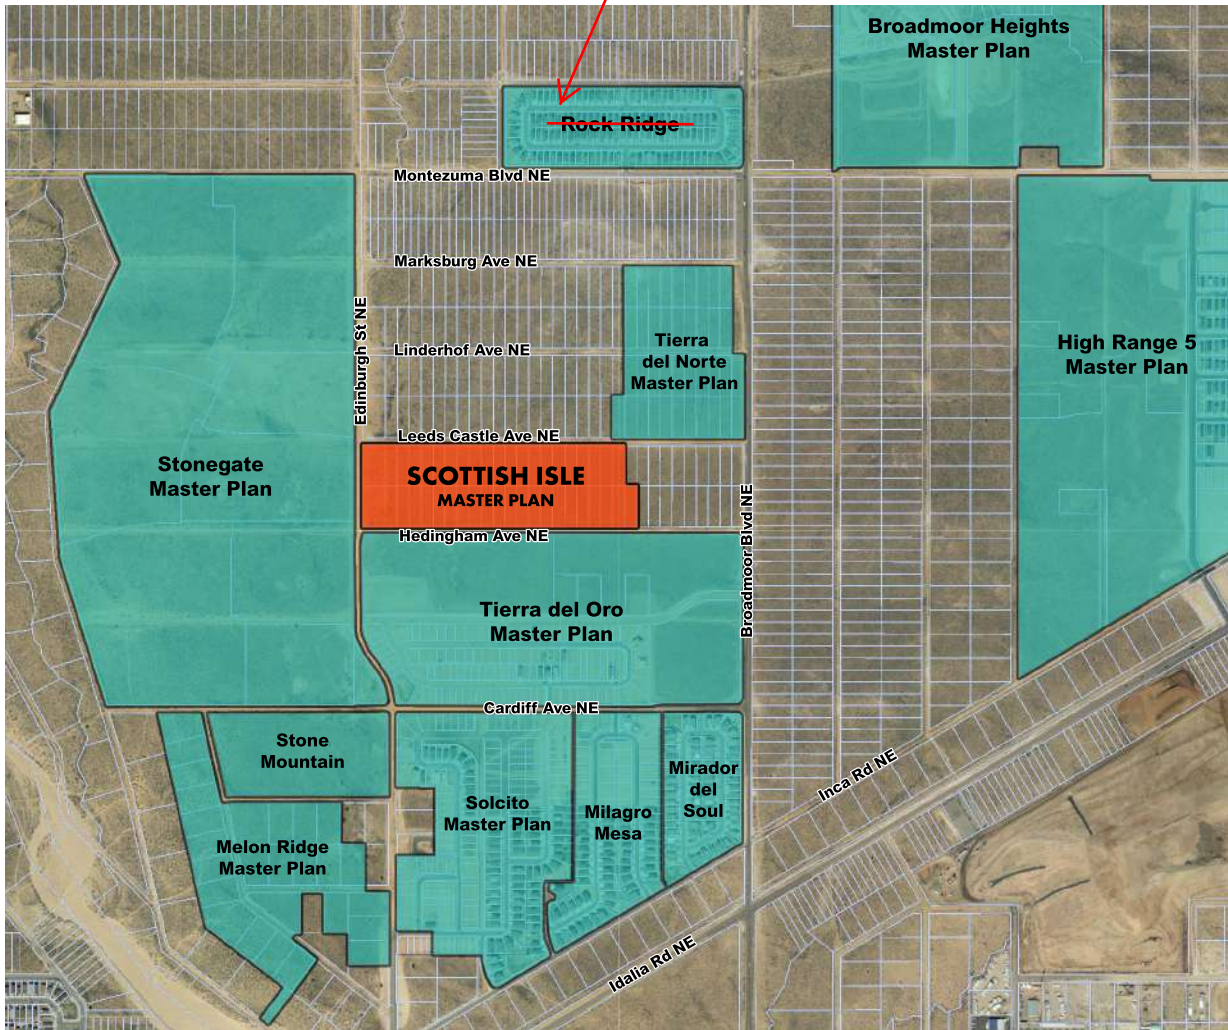 Broadmoor Heights
Master Plan
Rock Ridge
Montezuma Blvd NE
Marksburg Ave NE
Edinburgh St NE
Linderhof Ave NE
Tierra
del Norte
Master Plan
High Range 5
Master Plan
Leeds Castle Ave NE
Stonegate
Master Plan
SCOTTISH ISLE
MASTER PLAN
Hedingham Ave NE
Broadmoor Blvd NE
Tierra del Oro
Master Plan
Cardiff Ave NE
Stone
Mountain
Mirador
del
Soul
Inca Rd NE
Solcito
Master Plan
Milagro
Mesa
Melon Ridge
Master Plan
Idalia Rd NE